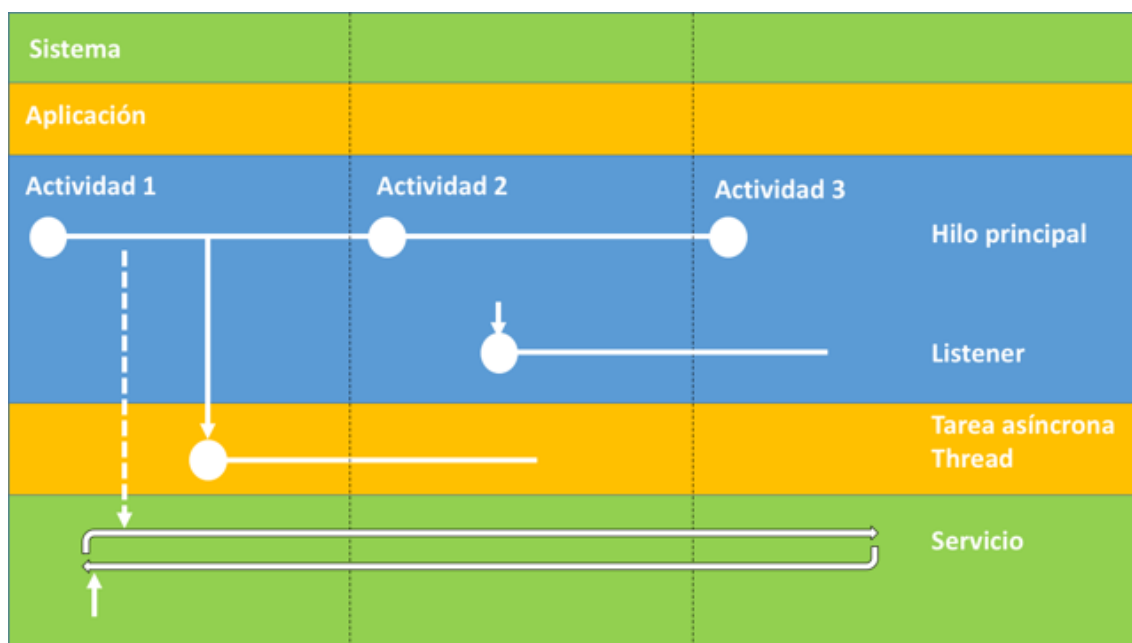 Sistema
Aplicación
Actividad 1
Actividad 2
Actividad 3
Hilo principal
Listener
Tarea asíncrona
Thread
Servicio